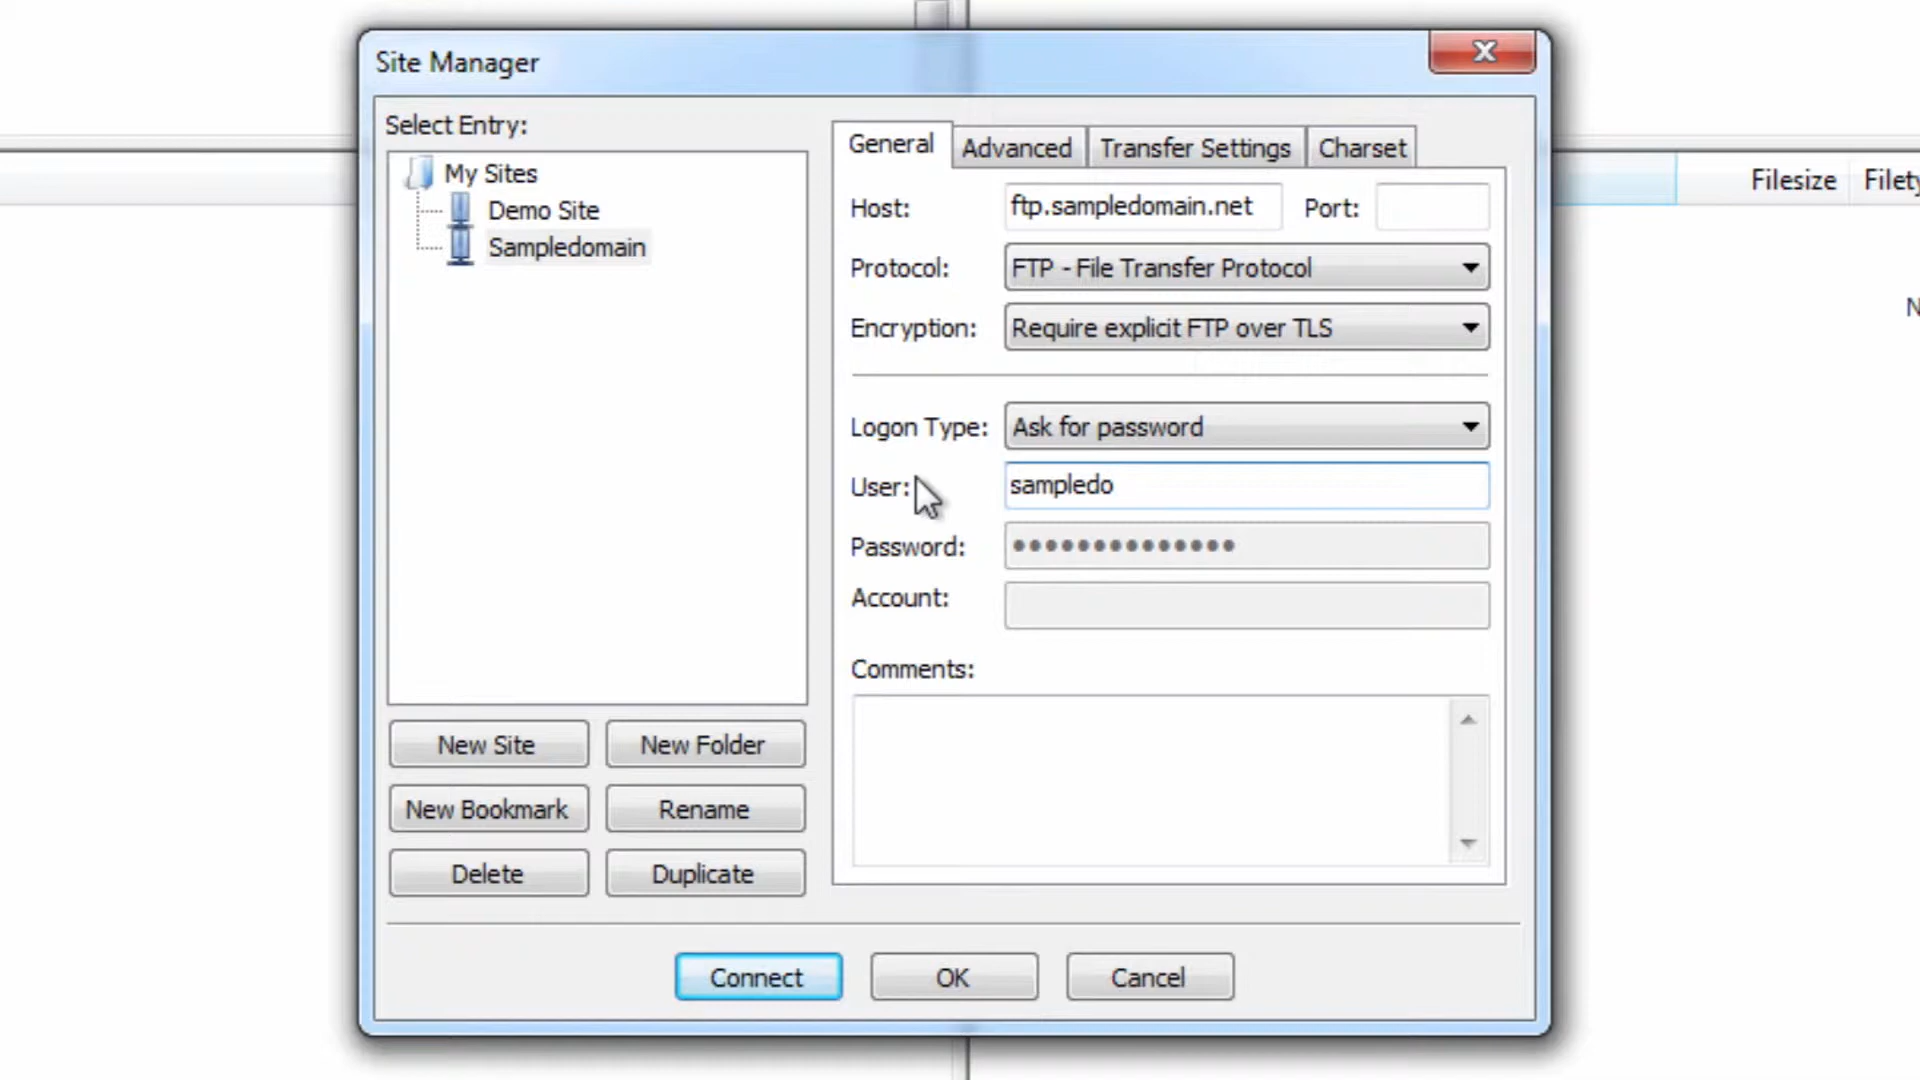 Site Manager
Select Entry:
My Sites
Demo Site
Sampledomain
New Site
New Folder
New Bookmark
Rename
Delete
Duplicate
General
Advanced
Transfer Settings
Charset
Host: ftp.sampledomain.net Port:
Protocol: FTP - File Transfer Protocol
Encryption: Require explicit FTP over TLS
Logon Type: Ask for password
User: sampledo
Password: ●●●●●●●●●●●●●●
Account:
Comments:
Connect
OK
Cancel
Filesize